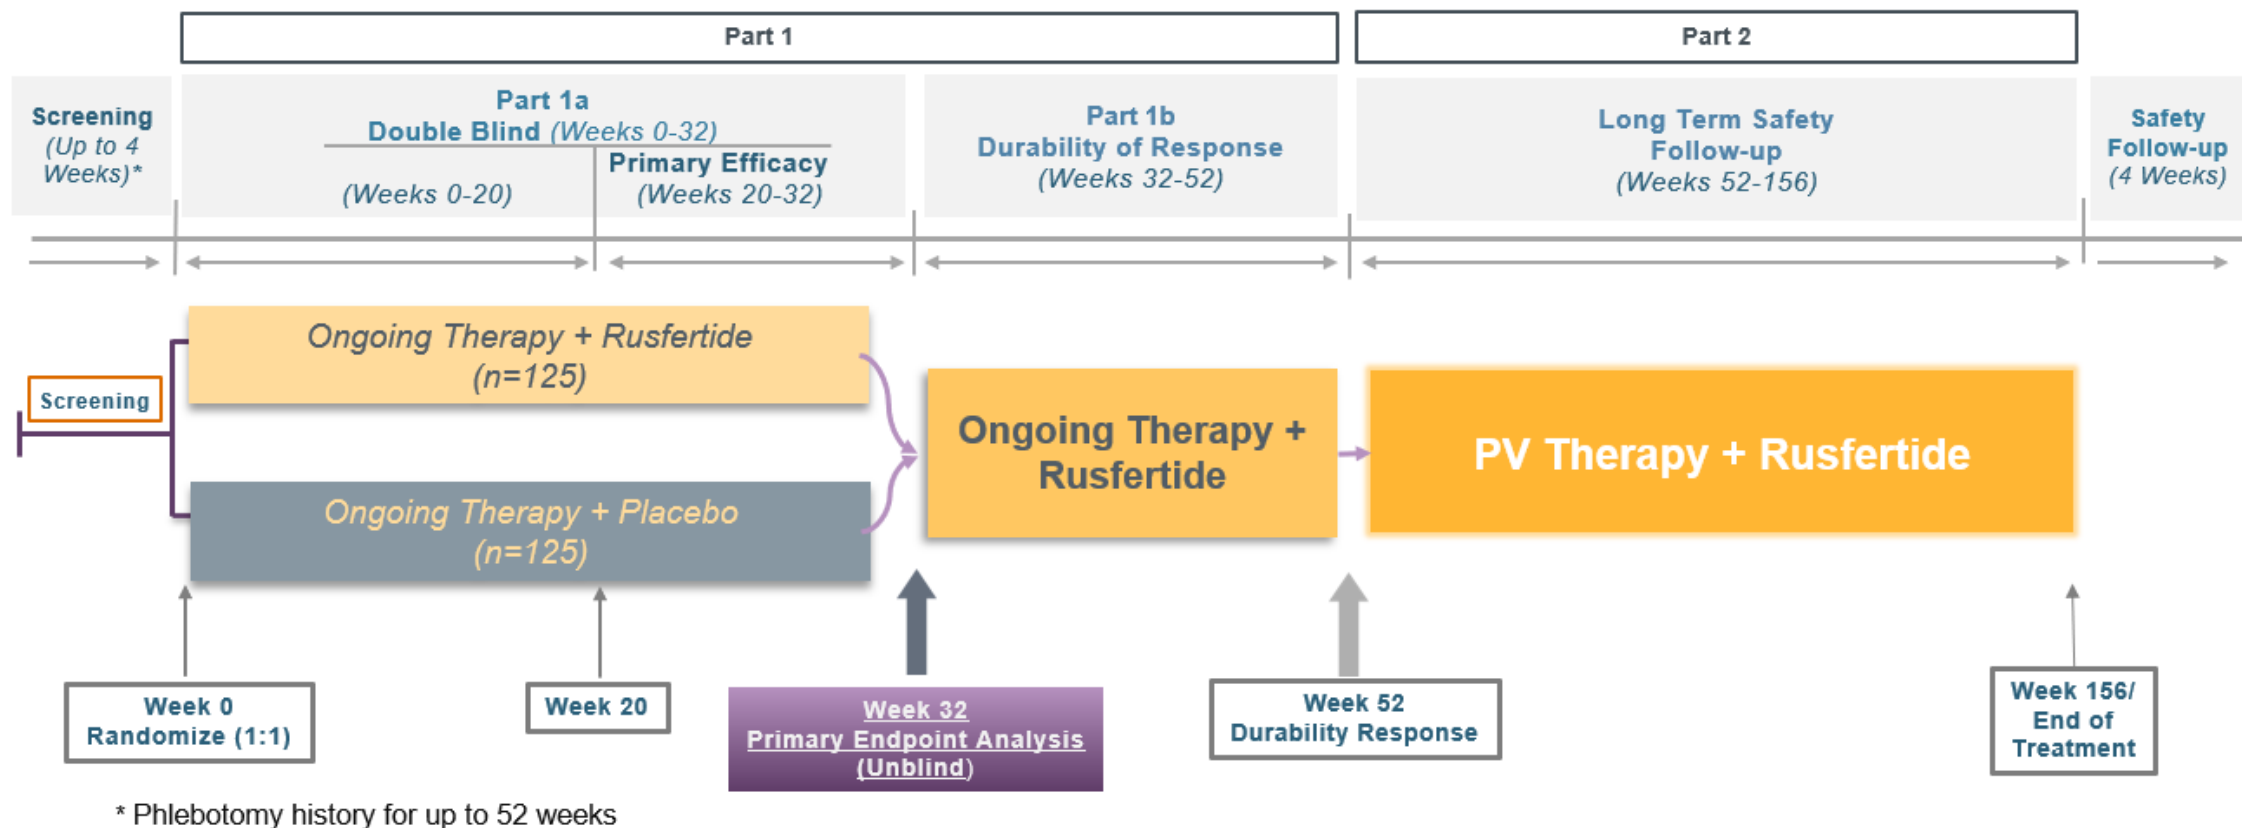 Part 1
Part 2
Screening
(Up to 4
Weeks)*
Part 1a
Double Blind (Weeks 0-32)
(Weeks 0-20)
Primary Efficacy
(Weeks 20-32)
Part 1b
Durability of Response
(Weeks 32-52)
Long Term Safety
Follow-up
(Weeks 52-156)
Safety
Follow-up
(4 Weeks)
Screening
Ongoing Therapy + Rusfertide
(n=125)
Ongoing Therapy + Placebo
(n=125)
Ongoing Therapy +
Rusfertide
PV Therapy + Rusfertide
Week 0
Randomize (1:1)
Week 20
Week 32
Primary Endpoint Analysis
(Unblind)
Week 52
Durability Response
Week 156/
End of
Treatment
* Phlebotomy history for up to 52 weeks